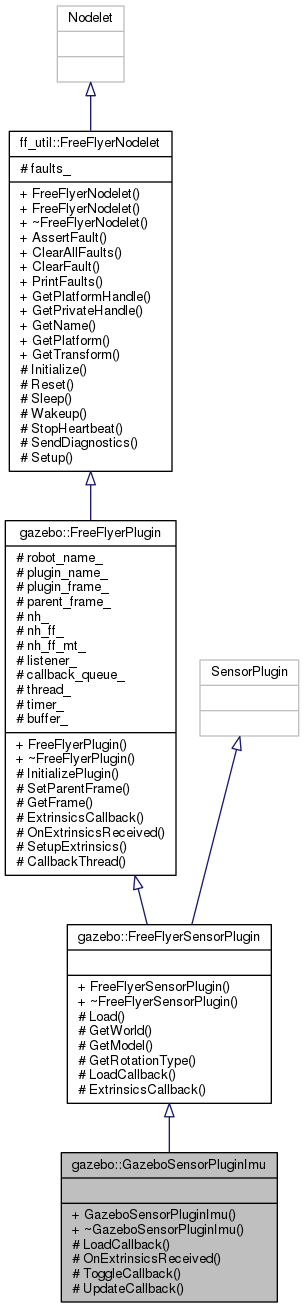 Nodelet
ff_util::FreeFlyerNodelet
# faults_
+ FreeFlyerNodelet()
+ FreeFlyerNodelet()
+ ~FreeFlyerNodelet()
+ AssertFault()
+ ClearAllFaults()
+ ClearFault()
+ PrintFaults()
+ GetPlatformHandle()
+ GetPrivateHandle()
+ GetName()
+ GetPlatform()
+ GetTransform()
# Initialize()
# Reset()
# Sleep()
# Wakeup()
# StopHeartbeat()
# SendDiagnostics()
# Setup()
gazebo::FreeFlyerPlugin
# robot_name_
# plugin_name_
# plugin_frame_
# parent_frame_
# nh_
# nh_ff_
# nh_ff_mt_
# listener_
# callback_queue_
# thread_
# timer_
# buffer_
+ FreeFlyerPlugin()
+ ~FreeFlyerPlugin()
# InitializePlugin()
# SetParentFrame()
# GetFrame()
# ExtrinsicsCallback()
# OnExtrinsicsReceived()
# SetupExtrinsics()
# CallbackThread()
SensorPlugin
gazebo::FreeFlyerSensorPlugin
+ FreeFlyerSensorPlugin()
+ ~FreeFlyerSensorPlugin()
# Load()
# GetWorld()
# GetModel()
# GetRotationType()
# LoadCallback()
# ExtrinsicsCallback()
gazebo::GazeboSensorPluginImu
+ GazeboSensorPluginImu()
+ ~GazeboSensorPluginImu()
# LoadCallback()
# OnExtrinsicsReceived()
# ToggleCallback()
# UpdateCallback()